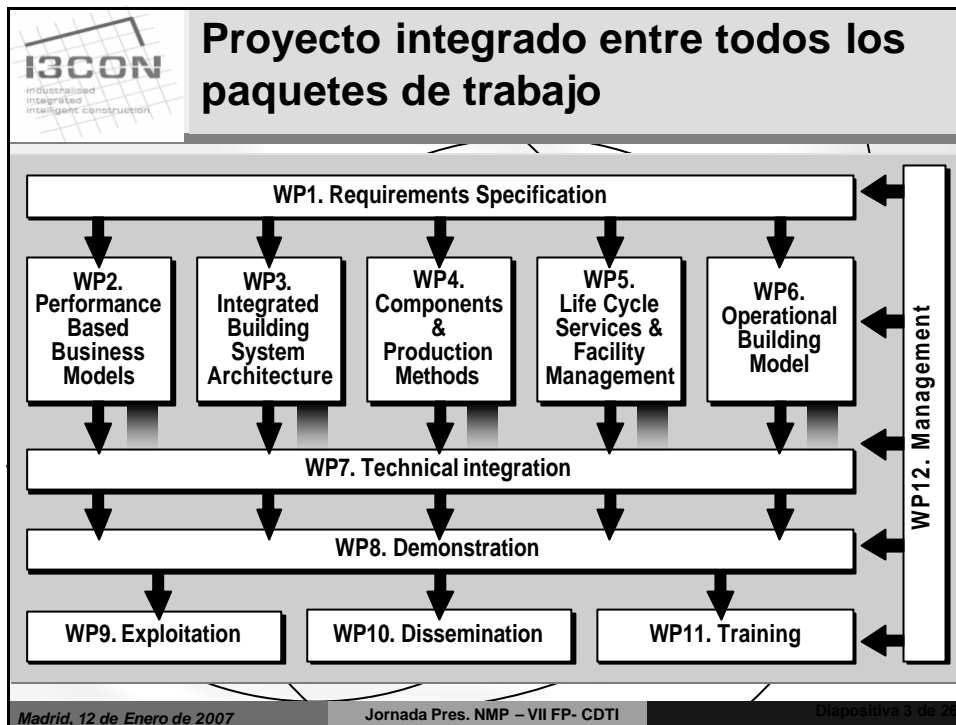 I3CON
industrialised
integrated
intelligent construction
Proyecto integrado entre todos los
paquetes de trabajo
WP1. Requirements Specification
WP2.
Performance
Based
Business
Models
WP3.
Integrated
Building
System
Architecture
WP4.
Components
&
Production
Methods
WP5.
Life Cycle
Services &
Facility
Management
WP6.
Operational
Building
Model
WP7. Technical integration
WP8. Demonstration
WP9. Exploitation
WP10. Dissemination
WP11. Training
WP12. Management
Madrid, 12 de Enero de 2007
Jornada Pres. NMP – VII FP- CDTI
Diapositiva 3 de 26